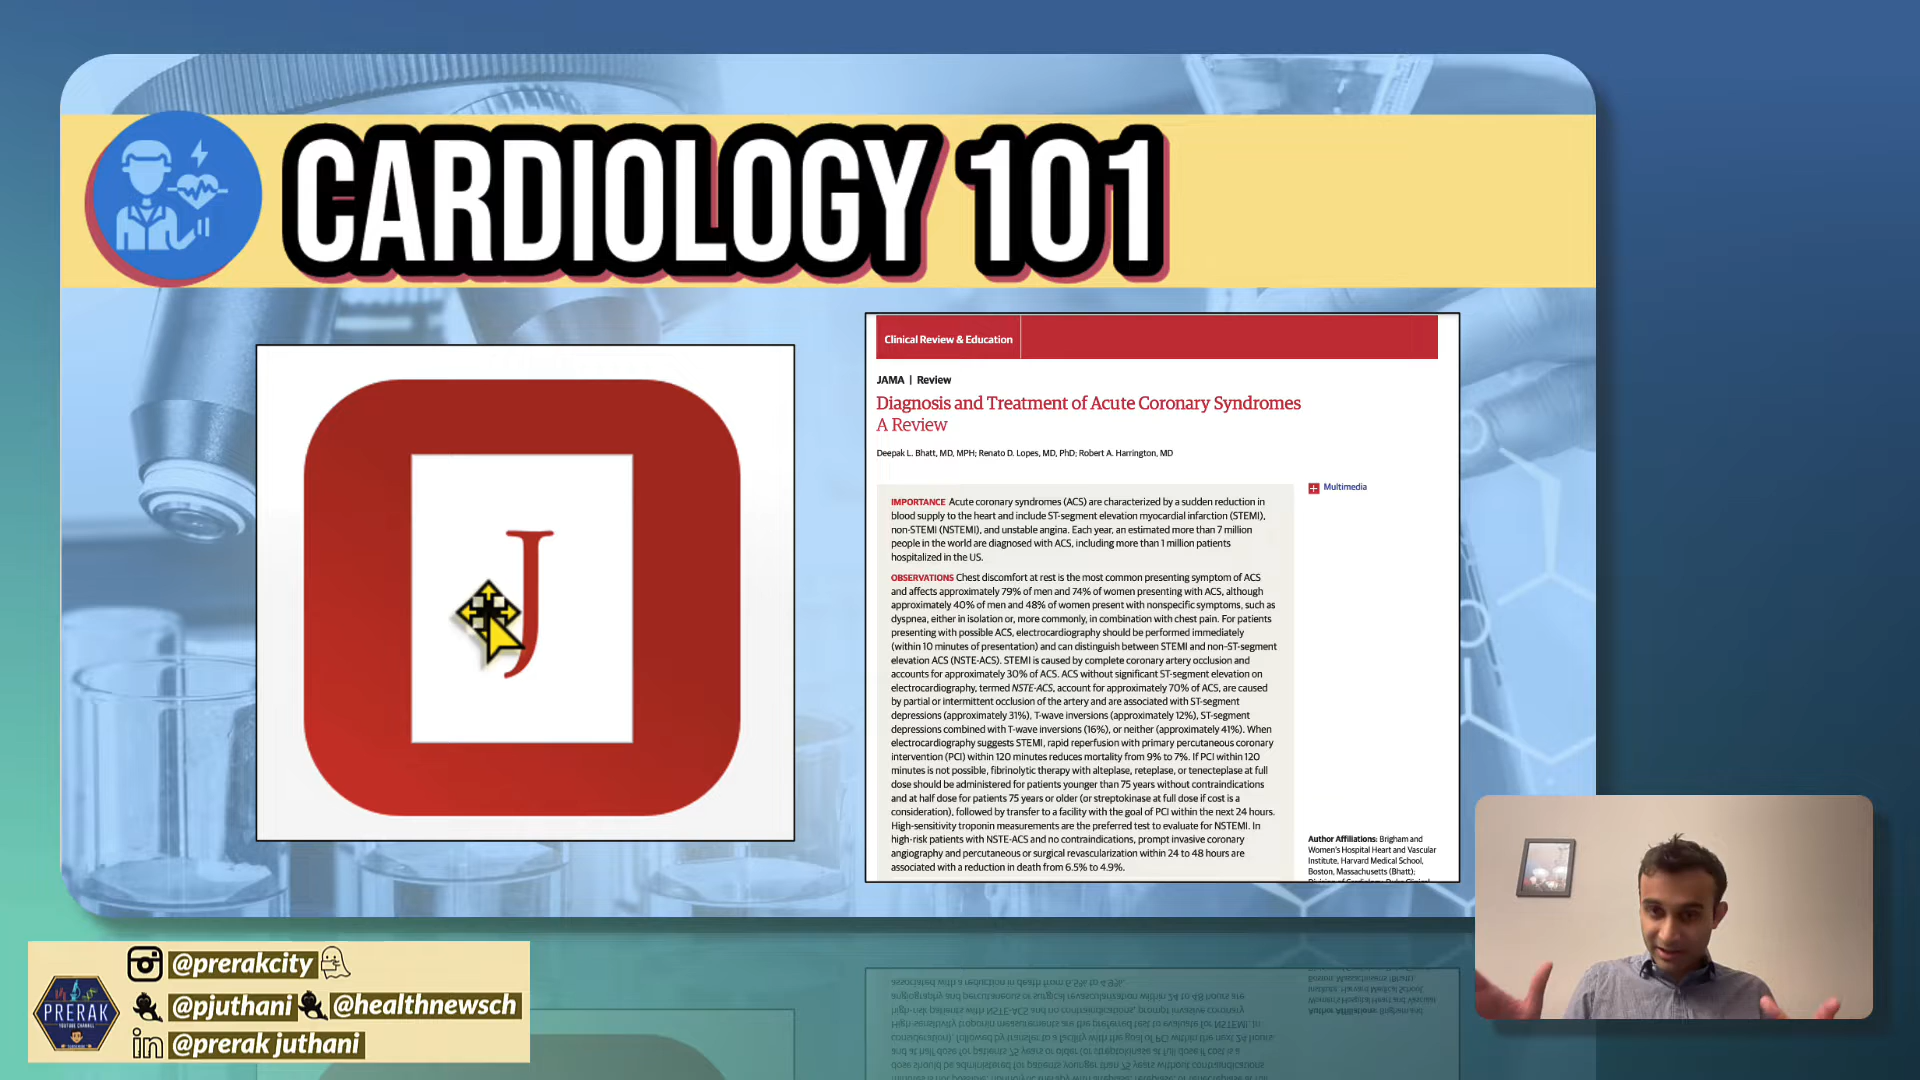 CARDIOLOGY 101
J
Clinical Review & Education
JAMA | Review
Diagnosis and Treatment of Acute Coronary Syndromes
A Review
Deepak L. Bhatt, MD, MPH; Renato D. Lopes, MD, PhD; Robert A. Harrington, MD
IMPORTANCE Acute coronary syndromes (ACS) are characterized by a sudden reduction in
blood supply to the heart and include ST-segment elevation myocardial infarction (STEMI),
non-STEMI (NSTEMI), and unstable angina. Each year, an estimated more than 7 million
people in the world are diagnosed with ACS, including more than 1 million patients
hospitalized in the US.
OBSERVATIONS Chest discomfort at rest is the most common presenting symptom of ACS
and affects approximately 79% of men and 74% of women presenting with ACS, although
approximately 40% of men and 48% of women present with nonspecific symptoms, such as
dyspnea, either in isolation or, more commonly, in combination with chest pain. For patients
presenting with possible ACS, electrocardiography should be performed immediately
(within 10 minutes of presentation) and can distinguish between STEMI and non–ST-segment
elevation ACS (NSTE-ACS). STEMI is caused by complete coronary artery occlusion and
accounts for approximately 30% of ACS. ACS without significant ST-segment elevation on
electrocardiography, termed NSTE-ACS, account for approximately 70% of ACS, are caused
by partial or intermittent occlusion of the artery and are associated with ST-segment
depressions (approximately 31%), T-wave inversions (approximately 12%), ST-segment
depressions combined with T-wave inversions (16%), or neither (approximately 41%). When
electrocardiography suggests STEMI, rapid reperfusion with primary percutaneous coronary
intervention (PCI) within 120 minutes reduces mortality from 9% to 7%. If PCI within 120
minutes is not possible, fibrinolytic therapy with alteplase, reteplase, or tenecteplase at full
dose should be administered for patients younger than 75 years without contraindications
and at half dose for patients 75 years or older (or streptokinase at full dose if cost is a
consideration), followed by transfer to a facility with the goal of PCI within the next 24 hours.
High-sensitivity troponin measurements are the preferred test to evaluate for NSTEMI. In
high-risk patients with NSTE-ACS and no contraindications, prompt invasive coronary
angiography and percutaneous or surgical revascularization within 24 to 48 hours are
associated with a reduction in death from 6.5% to 4.9%.
Multimedia
Author Affiliations: Brigham and
Women's Hospital Heart and Vascular
Institute, Harvard Medical School,
Boston, Massachusetts (Bhatt);
@prerakcity
@pjuthani @healthnewsch
in @prerak juthani
PRERAK
YOUTUBE CHANNEL